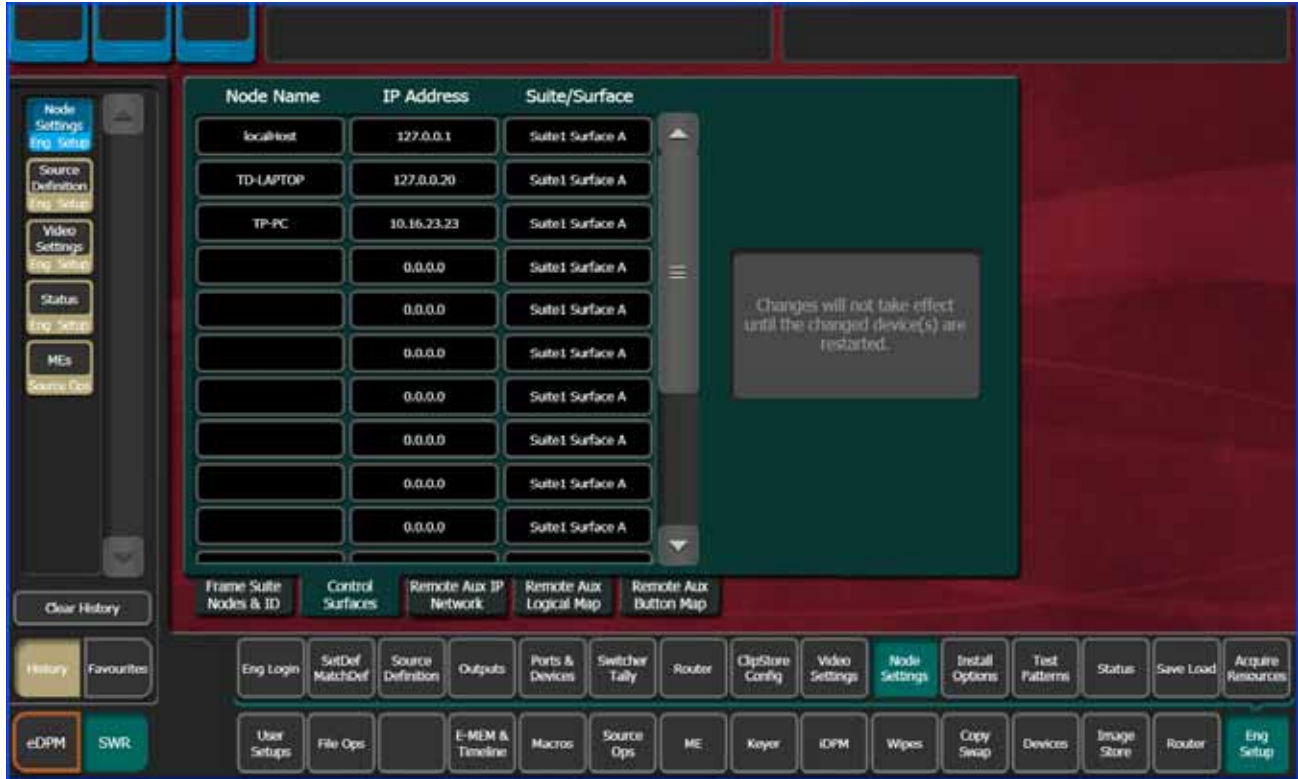 Node
Settings
Eng Setup
Source
Definition
Eng Setup
Video
Settings
Eng Setup
Status
Eng Setup
MEs
Source Ops
Clear History
History Favourites
eDPM SWR
Node Name IP Address Suite/Surface
localHost 127.0.0.1 Suite1 Surface A
TD-LAPTOP 127.0.0.20 Suite1 Surface A
TP-PC 10.16.23.23 Suite1 Surface A
0.0.0.0 Suite1 Surface A
0.0.0.0 Suite1 Surface A
0.0.0.0 Suite1 Surface A
0.0.0.0 Suite1 Surface A
0.0.0.0 Suite1 Surface A
0.0.0.0 Suite1 Surface A
0.0.0.0 Suite1 Surface A
Changes will not take effect
until the changed device(s) are
restarted.
Frame Suite
Nodes & ID
Control
Surfaces
Remote Aux IP
Network
Remote Aux
Logical Map
Remote Aux
Button Map
Eng Login
SetDef
MatchDef
Source
Definition
Outputs
Ports &
Devices
Switcher
Tally
Router
ClipStore
Config
Video
Settings
Node
Settings
Install
Options
Test
Patterns
Status
Save Load
Acquire
Resources
User
Setups
File Ops
E-MEM &
Timeline
Macros
Source
Ops
ME
Keyer
iDPM
Wipes
Copy
Swap
Devices
Image
Store
Router
Eng
Setup